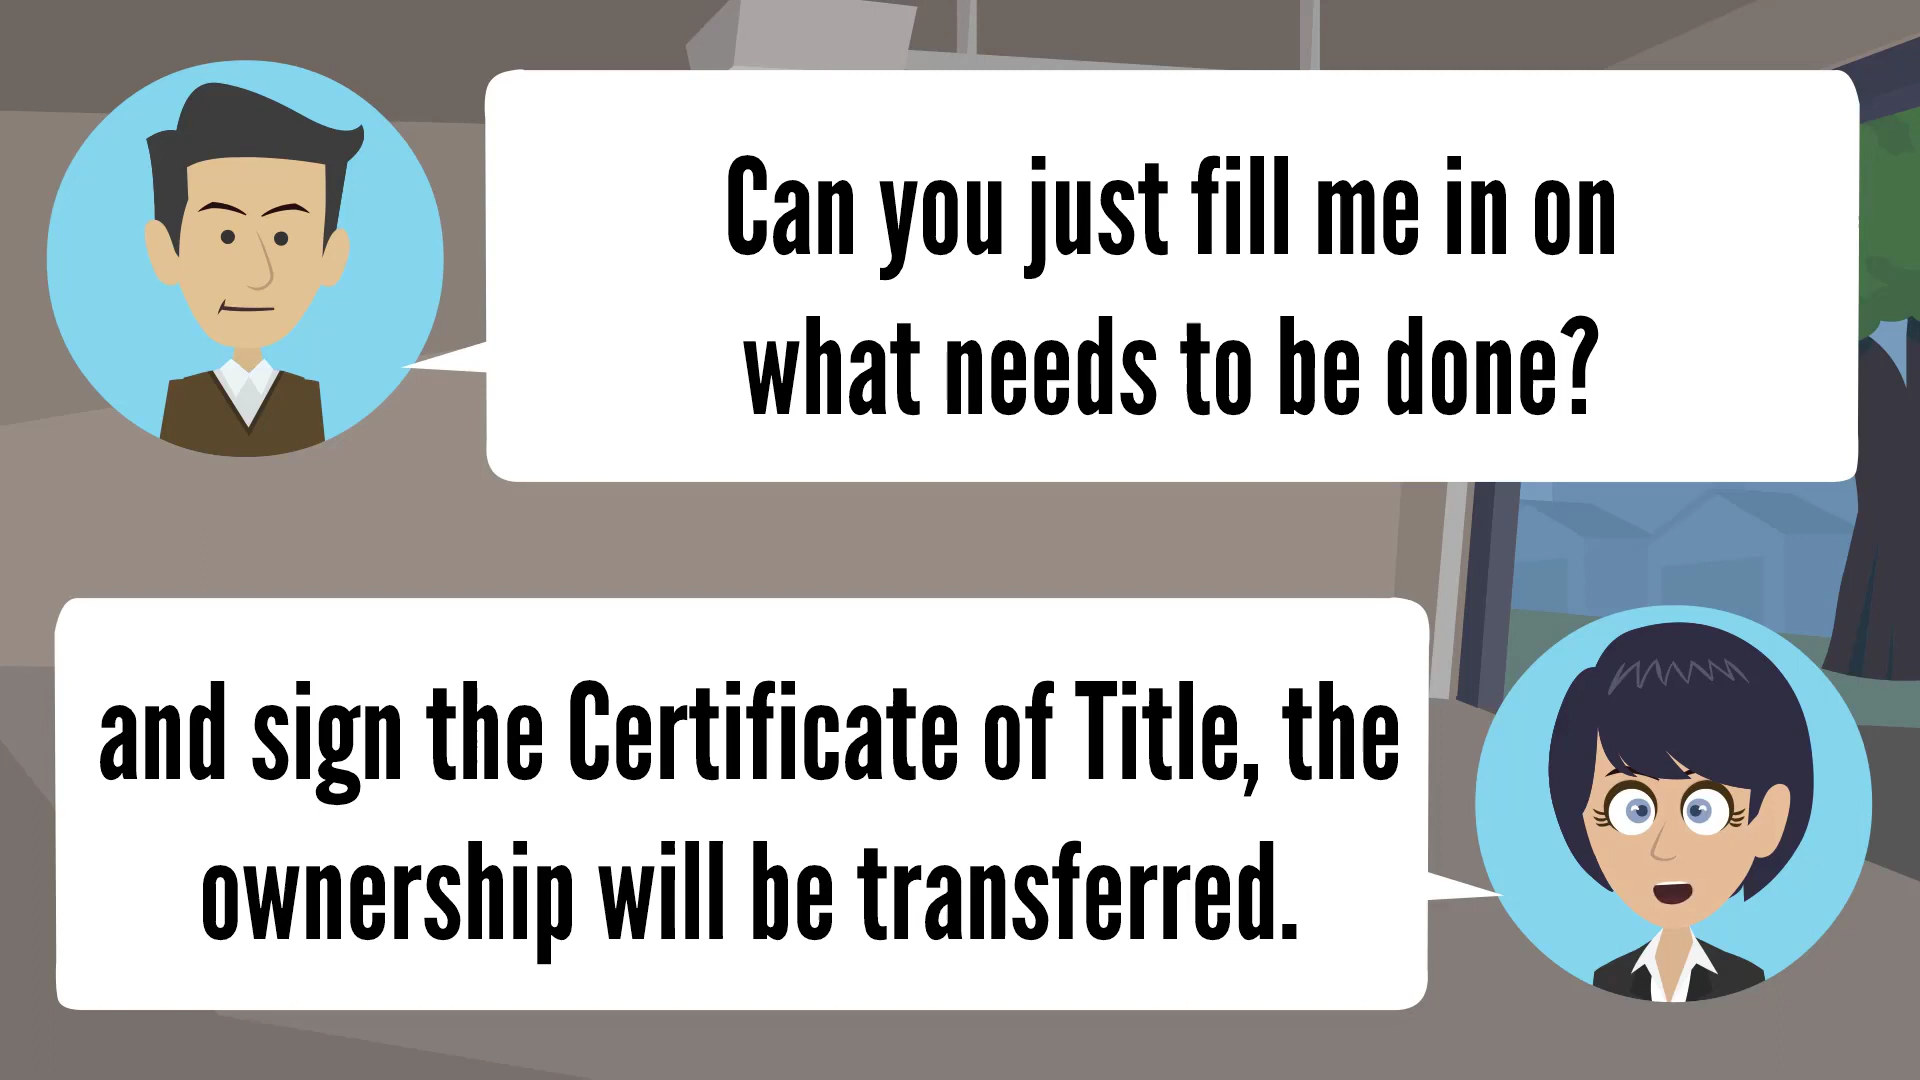 Can you just fill me in on
what needs to be done?
and sign the Certificate of Title, the
ownership will be transferred.